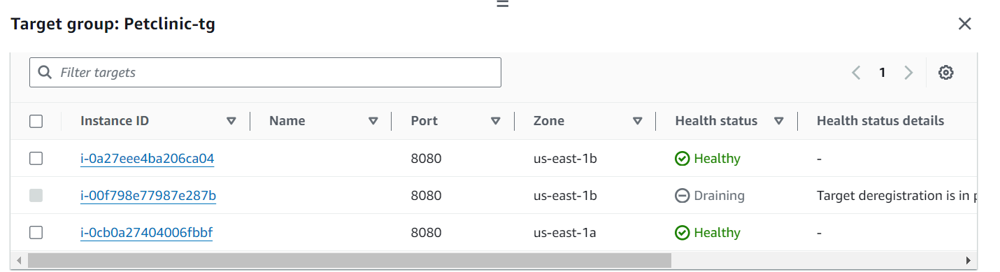 Target group: Petclinic-tg
Filter targets
1
Instance ID Name Port Zone Health status Health status details
i-0a27eee4ba206ca04 8080 us-east-1b Healthy -
i-00f798e77987e287b 8080 us-east-1b Draining Target deregistration is in
i-0cb0a27404006fbbf 8080 us-east-1a Healthy -